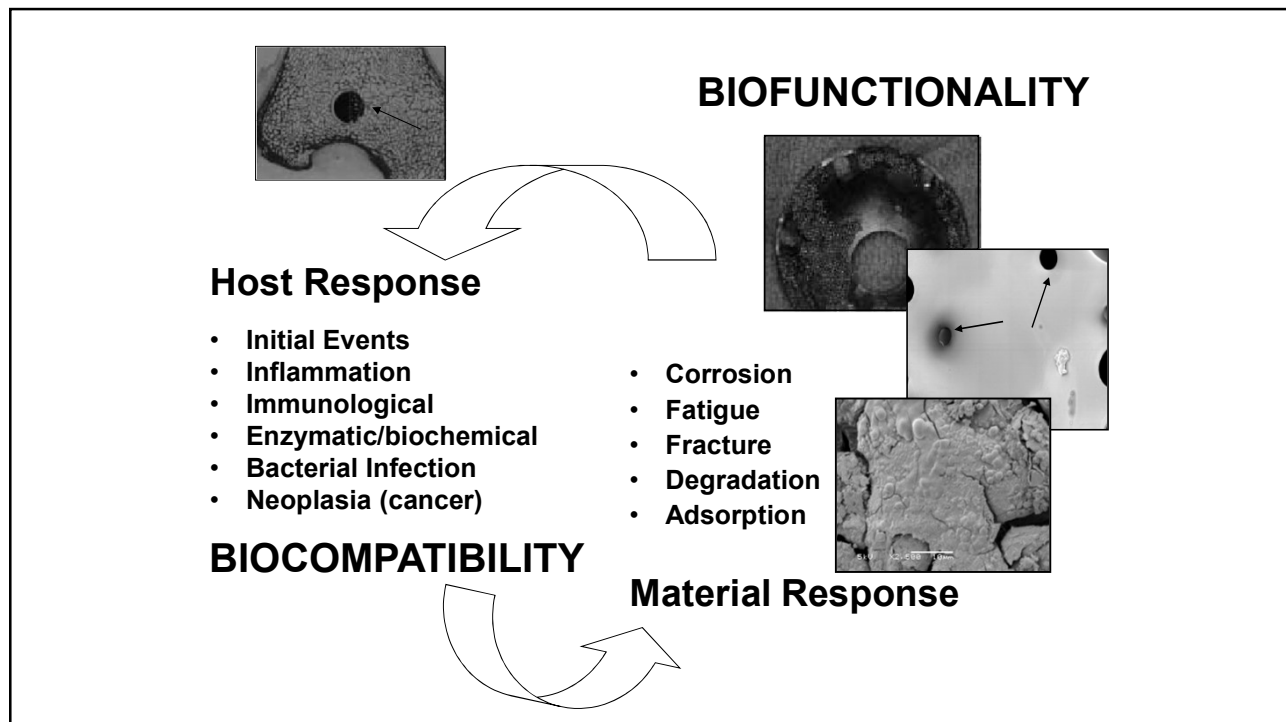 BIOFUNCTIONALITY
Host Response
• Initial Events
• Inflammation
• Immunological
• Enzymatic/biochemical
• Bacterial Infection
• Neoplasia (cancer)
BIOCOMPATIBILITY
• Corrosion
• Fatigue
• Fracture
• Degradation
• Adsorption
10µm
Material Response